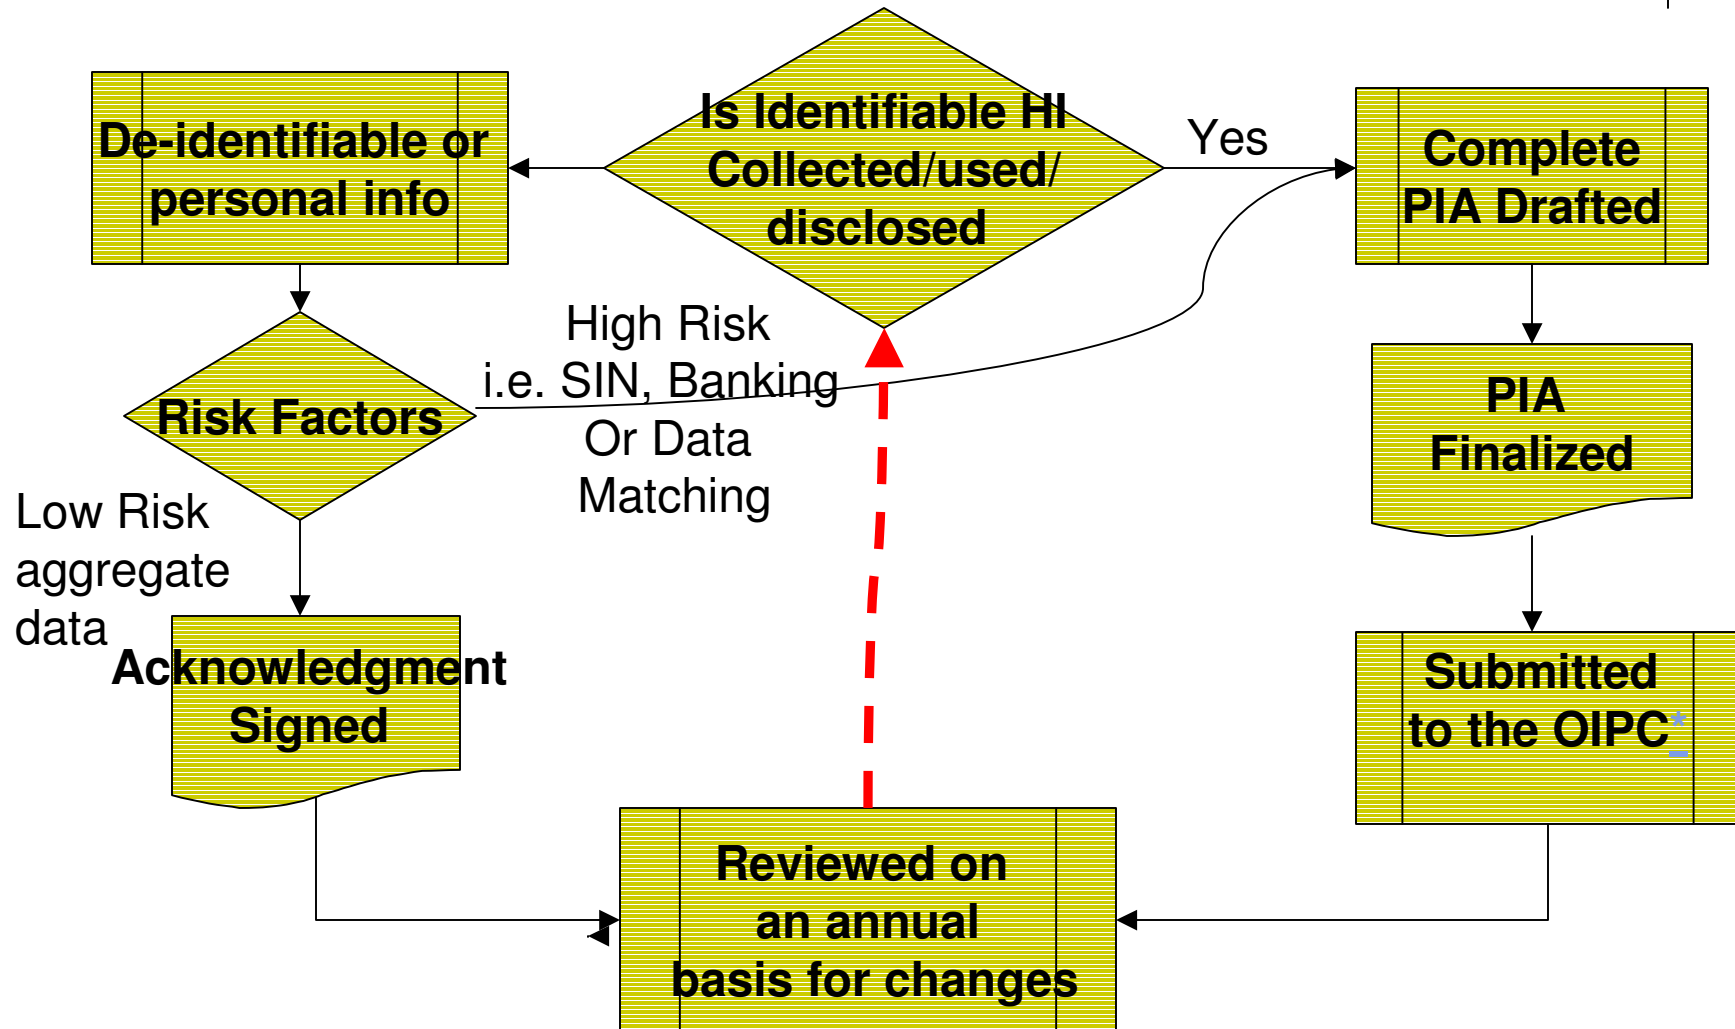 Is Identifiable HI
Collected/used/
disclosed
De-identifiable or
personal info
Yes
Complete
PIA Drafted
High Risk
i.e. SIN, Banking
Or Data
Matching
Risk Factors
PIA
Finalized
Low Risk
aggregate
data
Acknowledgment
Signed
Submitted
to the OIPC*
Reviewed on
an annual
basis for changes